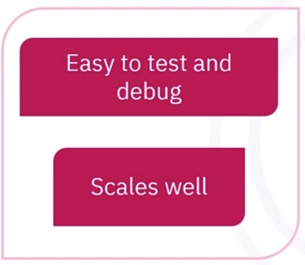 Easy to test and
debug
Scales well